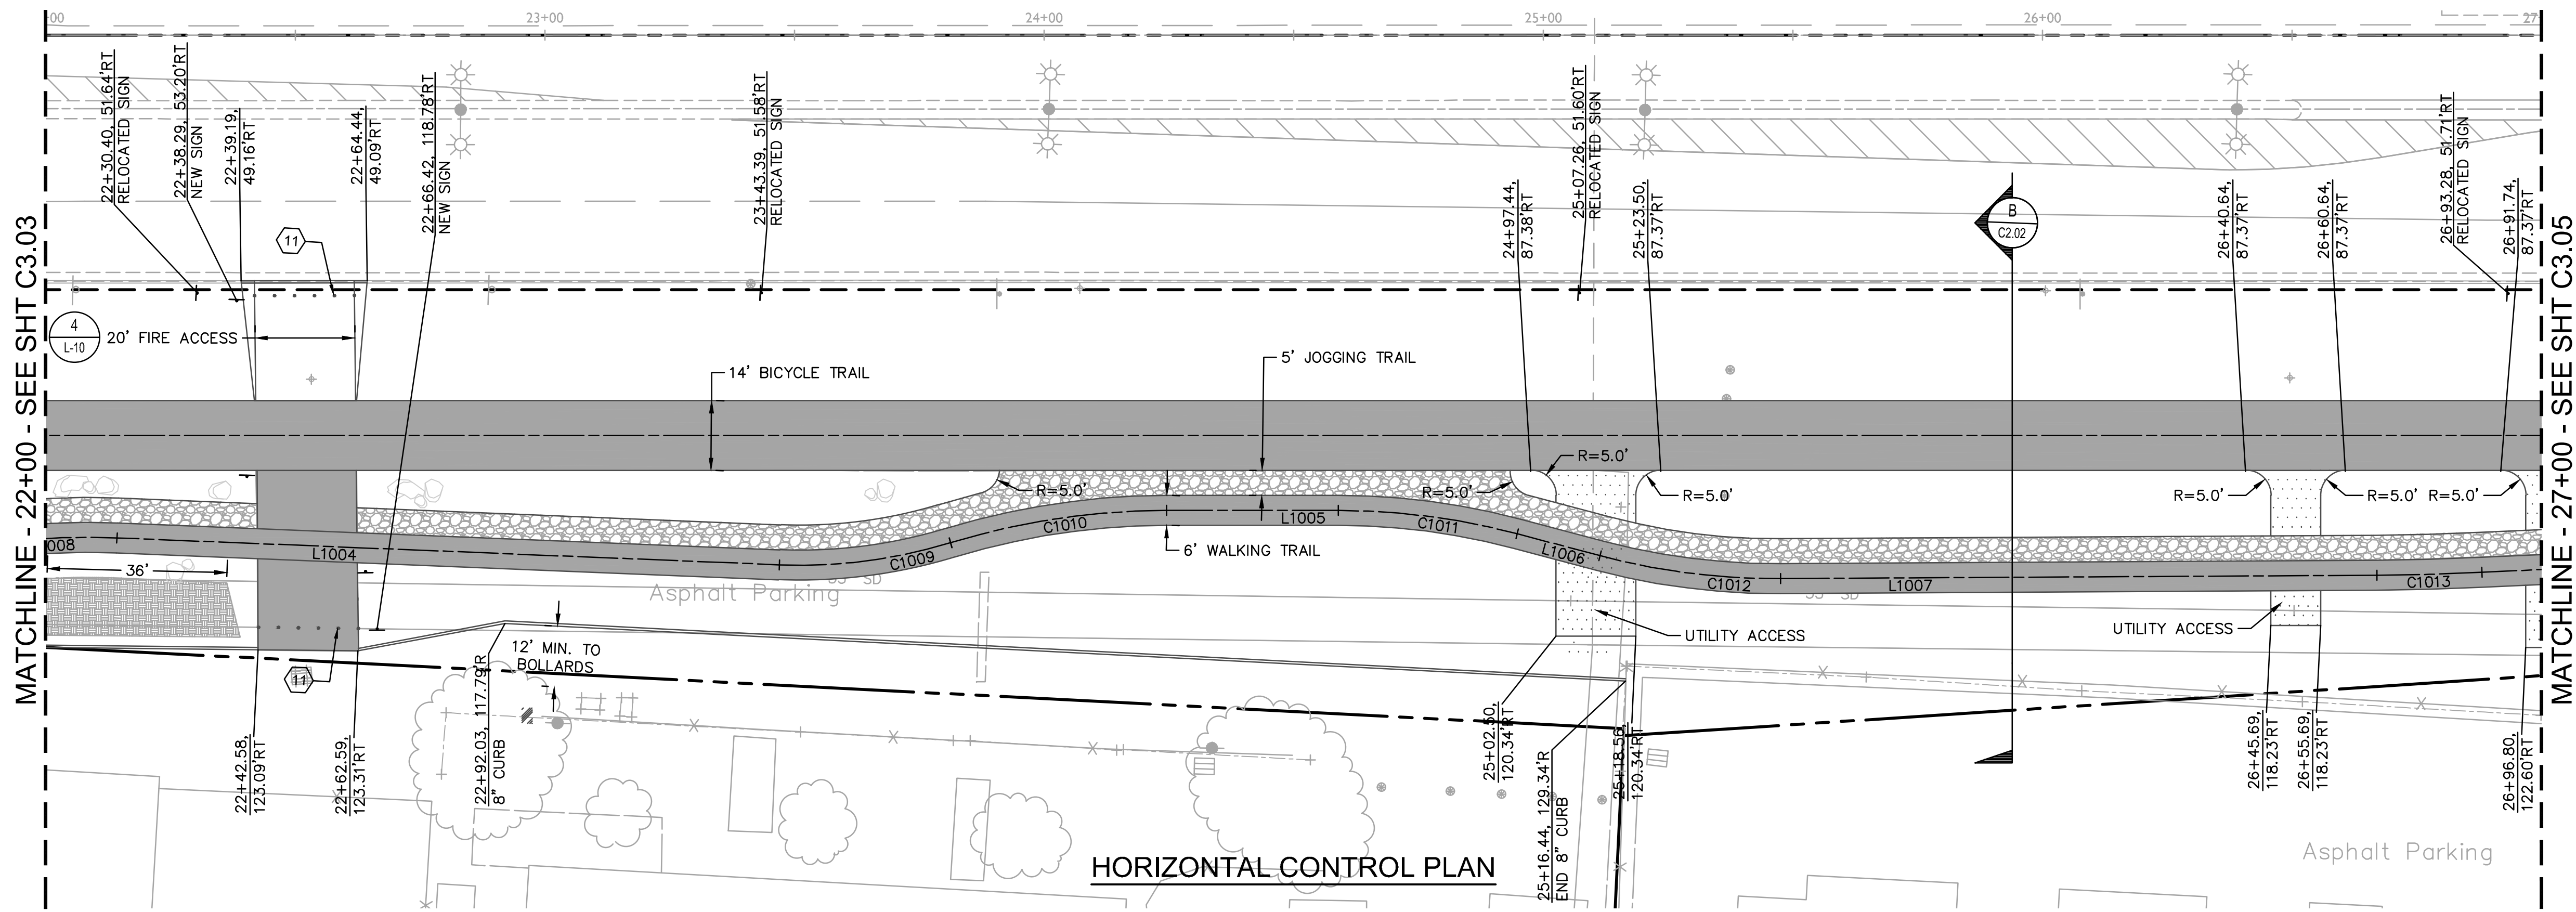 00
23+00
24+00
25+00
26+00
27
22+30.40, 51.64'RT
RELOCATED SIGN
22+38.29, 53.20'RT
NEW SIGN
22+39.19,
49.16'RT
22+64.44,
49.09'RT
22+66.42, 118.78'RT
NEW SIGN
23+43.39, 51.58'RT
RELOCATED SIGN
24+97.44,
87.38'RT
25+07.26, 51.60'RT
RELOCATED SIGN
25+23.50,
87.37'RT
B
C2.02
26+40.64,
87.37'RT
26+60.64,
87.37'RT
26+93.28, 51.71'RT
RELOCATED SIGN
26+91.74,
87.37'RT
MATCHLINE - 22+00 - SEE SHT C3.03
MATCHLINE - 27+00 - SEE SHT C3.05
11
4
L-10
20' FIRE ACCESS
14' BICYCLE TRAIL
5' JOGGING TRAIL
R=5.0'
R=5.0'
R=5.0'
R=5.0'
R=5.0'
R=5.0'
R=5.0'
008
L1004
C1009
C1010
L1005
C1011
L1006
C1012
L1007
C1013
6' WALKING TRAIL
36'
Asphalt Parking
SS SD
SS SD
UTILITY ACCESS
UTILITY ACCESS
12' MIN. TO
BOLLARDS
11
22+42.58,
123.09'RT
22+62.59,
123.31'RT
22+92.03, 117.79'R
8" CURB
25+02.50,
120.34'RT
25+16.44, 129.34'R
END 8" CURB
25+18.56,
120.34'RT
26+45.69,
118.23'RT
26+55.69,
118.23'RT
26+96.80,
122.60'RT
Asphalt Parking
HORIZONTAL CONTROL PLAN